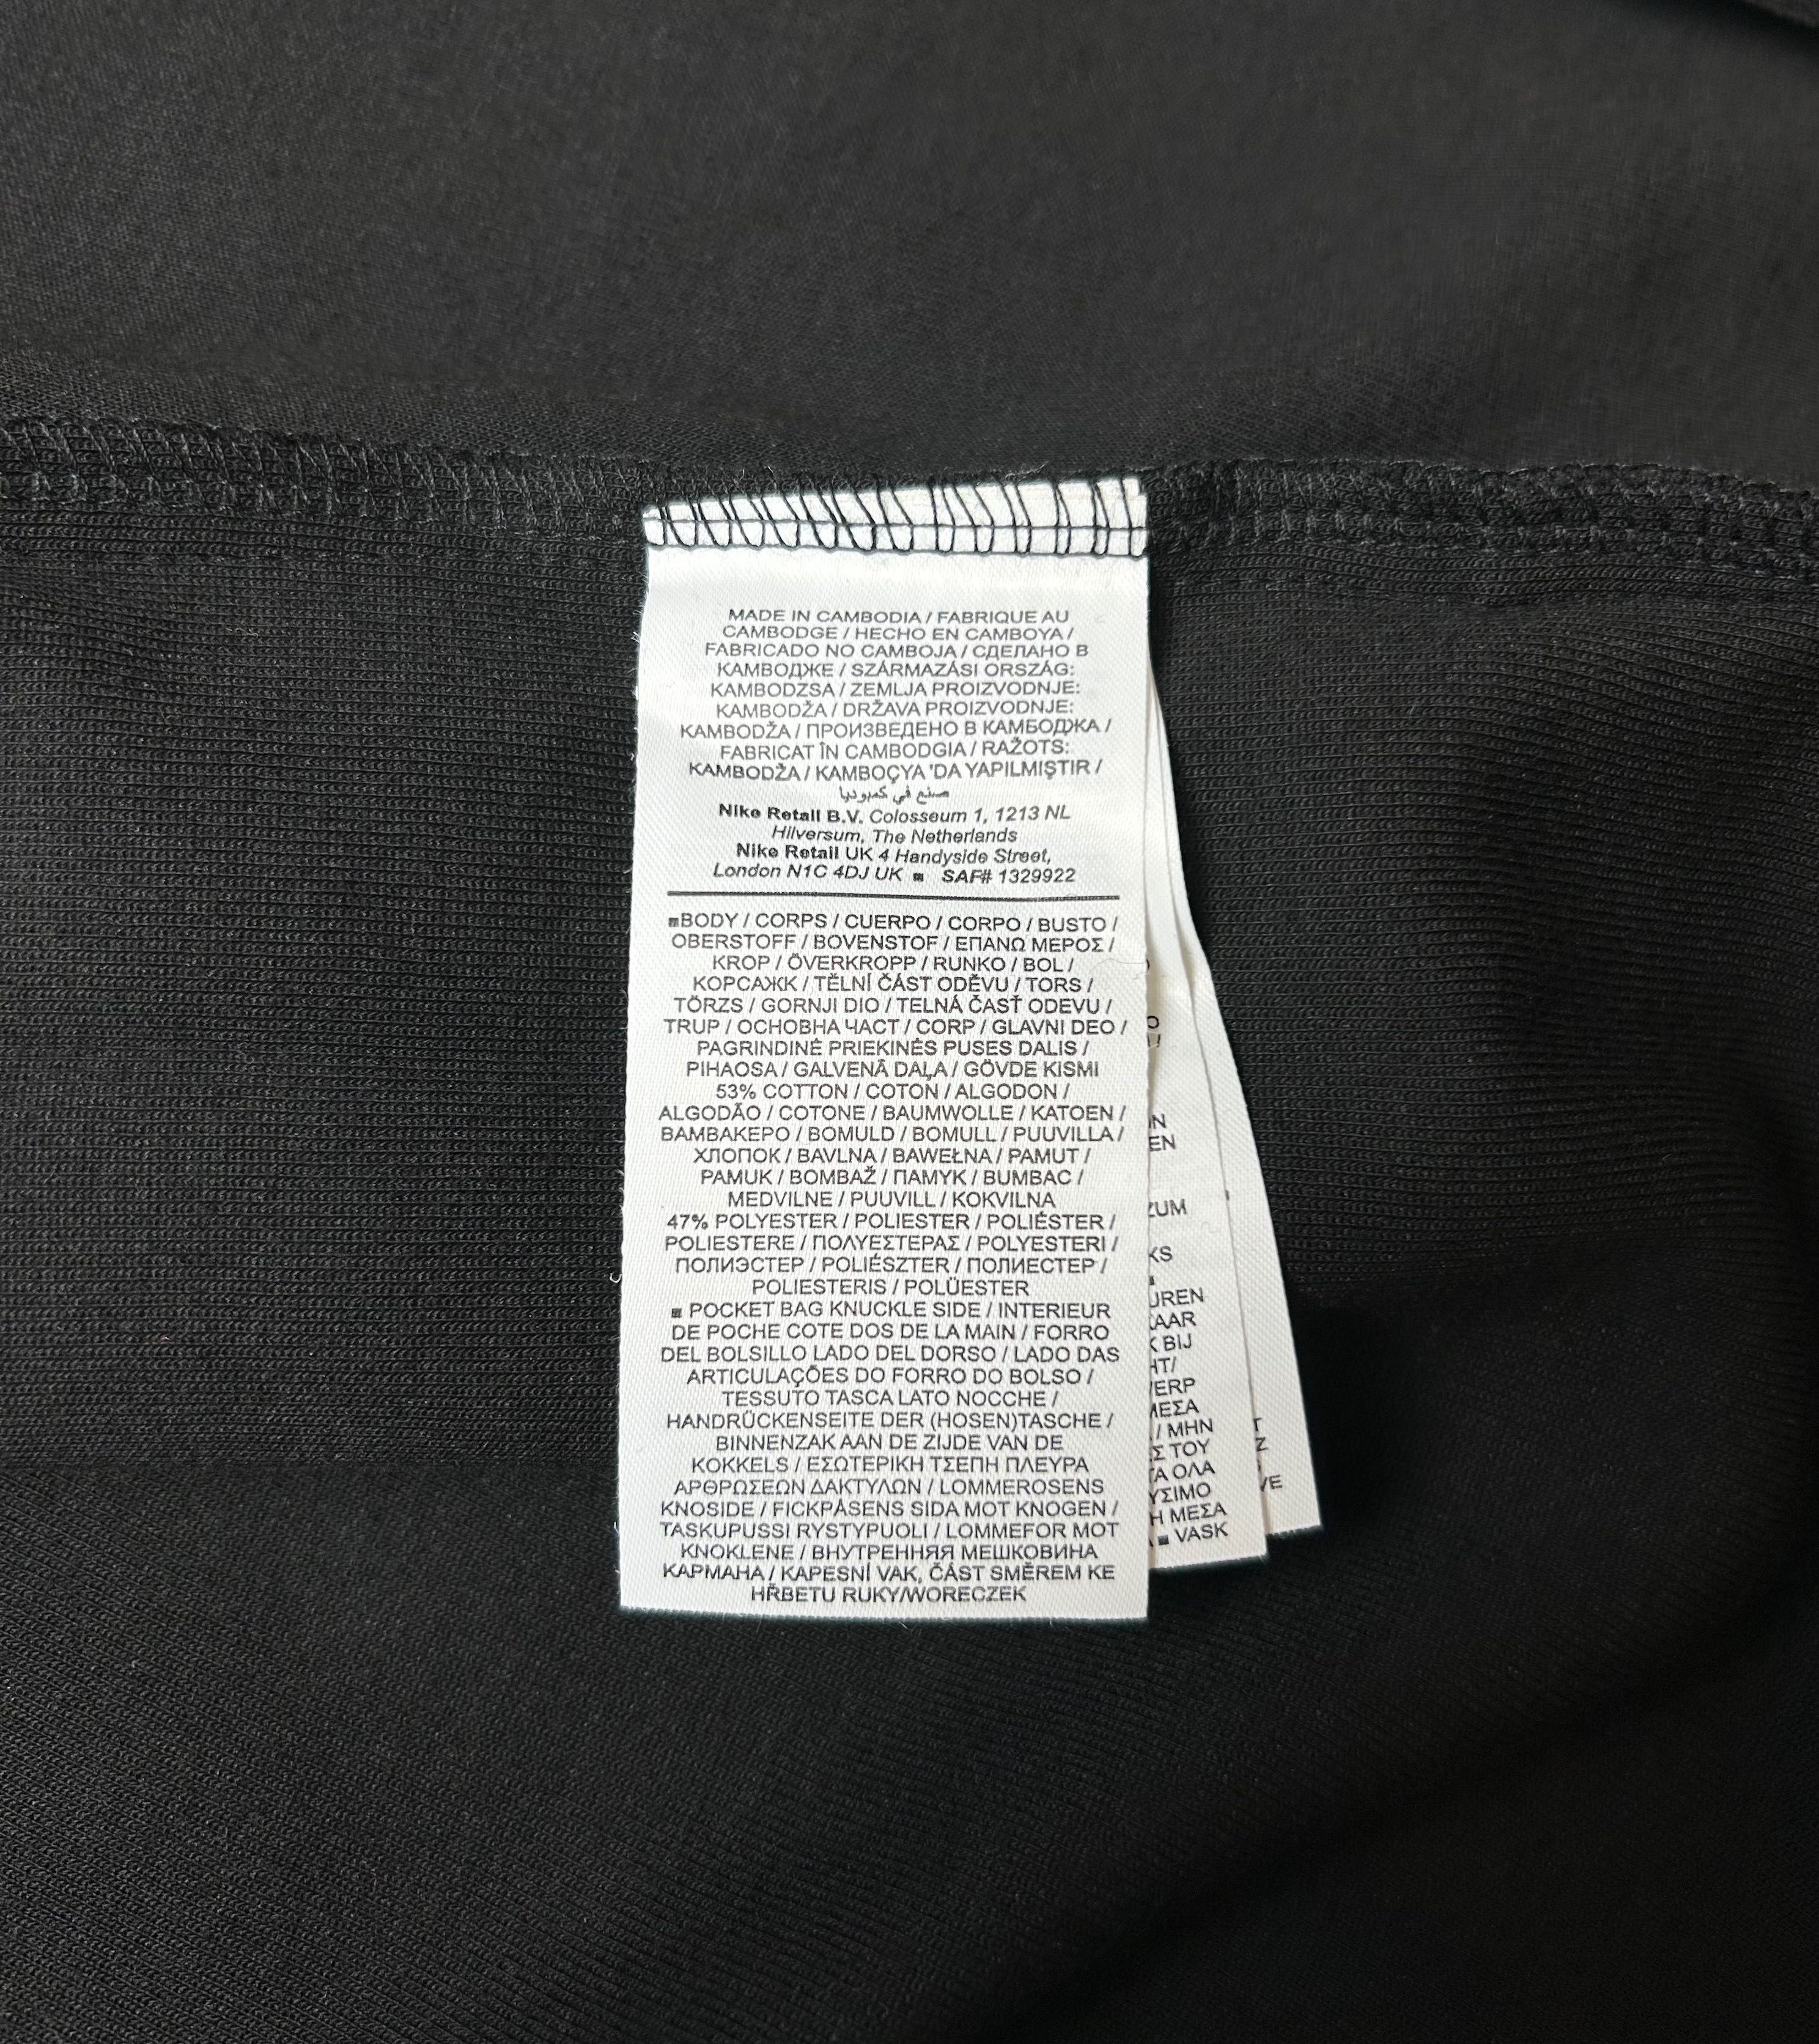 MADE IN CAMBODIA / FABRIQUE AU
CAMBODGE / HECHO EN CAMBOYA /
FABRICADO NO CAMBOJA / СДЕЛАНО В
КАМБОДЖЕ / SZÁRMAZÁSI ORSZÁG:
KAMBODZSA / ZEMLJA PROIZVODNJE:
KAMBODŽA / DRŽAVA PROIZVODNJE:
KAMBODŽA / ПРОИЗВЕДЕНО В КАМБОДЖА /
FABRICAT ÎN CAMBODGIA / RAŽOTS:
KAMBODŽA / KAMBOÇYA 'DA YAPILMIŞTIR /
صنع في كمبوديا
Nike Retail B.V. Colosseum 1, 1213 NL
Hilversum, The Netherlands
Nike Retail UK 4 Handyside Street,
London N1C 4DJ UK ■ SAF# 1329922
■BODY / CORPS / CUERPO / CORPO / BUSTO /
OBERSTOFF / BOVENSTOF / ΕΠΑΝΩ ΜΕΡΟΣ /
KROP / ÖVERKROPP / RUNKO / BOL /
КОРСАЖК / TĚLNÍ ČÁST ODĚVU / TORS /
TÖRZS / GORNJI DIO / TELNÁ ČASŤ ODEVU /
TRUP / ОСНОВНА ЧАСТ / CORP / GLAVNI DEO /
PAGRINDINĖ PRIEKINĖS PUSĖS DALIS /
PIHAOSA / GALVENĀ DAĻA / GÖVDE KISMI
53% COTTON / COTON / ALGODON /
ALGODÃO / COTONE / BAUMWOLLE / KATOEN /
ΒΑΜΒΑΚΕΡΟ / BOMULD / BOMULL / PUUVILLA /
ХЛОПОК / BAVLNA / BAWEŁNA / PAMUT /
PAMUK / BOMBAŽ / ПАМУК / BUMBAC /
MEDVILNE / PUUVILL / KOKVILNA
47% POLYESTER / POLIESTER / POLIÉSTER /
POLIESTERE / ΠΟΛΥΕΣΤΕΡΑΣ / POLYESTERI /
ПОЛИЭСТЕР / POLIÉSZTER / ПОЛИЕСТЕР /
POLIESTERIS / POLÜESTER
■ POCKET BAG KNUCKLE SIDE / INTERIEUR
DE POCHE COTE DOS DE LA MAIN / FORRO
DEL BOLSILLO LADO DEL DORSO / LADO DAS
ARTICULAÇÕES DO FORRO DO BOLSO /
TESSUTO TASCA LATO NOCCHE /
HANDRÜCKENSEITE DER (HOSEN)TASCHE /
BINNENZAK AAN DE ZIJDE VAN DE
KOKKELS / ΕΣΩΤΕΡΙΚΗ ΤΣΕΠΗ ΠΛΕΥΡΑ
ΑΡΘΡΩΣΕΩΝ ΔΑΚΤΥΛΩΝ / LOMMEROSENS
KNOSIDE / FICKPÅSENS SIDA MOT KNOGEN /
TASKUPUSSI RYSTYPUOLI / LOMMEFOR MOT
KNOKLENE / ВНУТРЕННЯЯ МЕШКОВИНА
КАРМАНА / KAPESNÍ VAK, ČÁST SMĚREM KE
HŘBETU RUKY/WORECZEK
BIJ
/ ΜΗΝ
ΤΟΥ
ΟΛΑ
ΜΕΣΑ
■ VASK